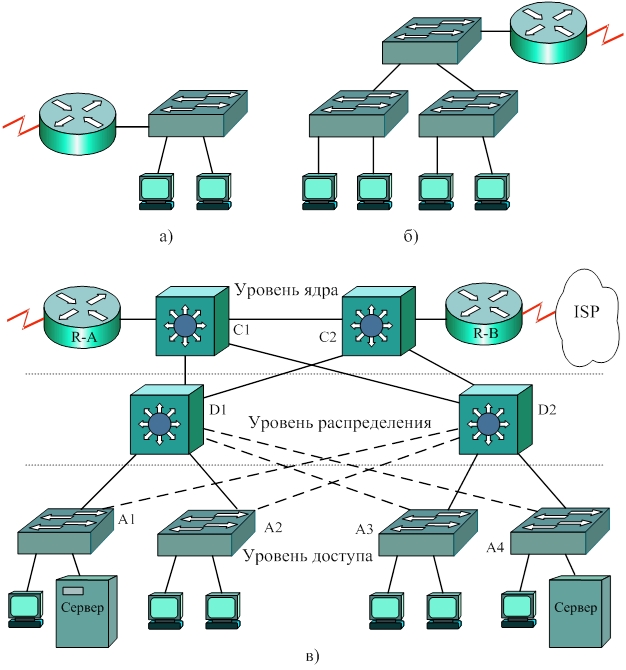 а)
б)
Уровень ядра
R-A
C1
C2
R-B
ISP
D1
Уровень распределения
D2
A1
A2
A3
A4
Уровень доступа
Сервер
Сервер
в)